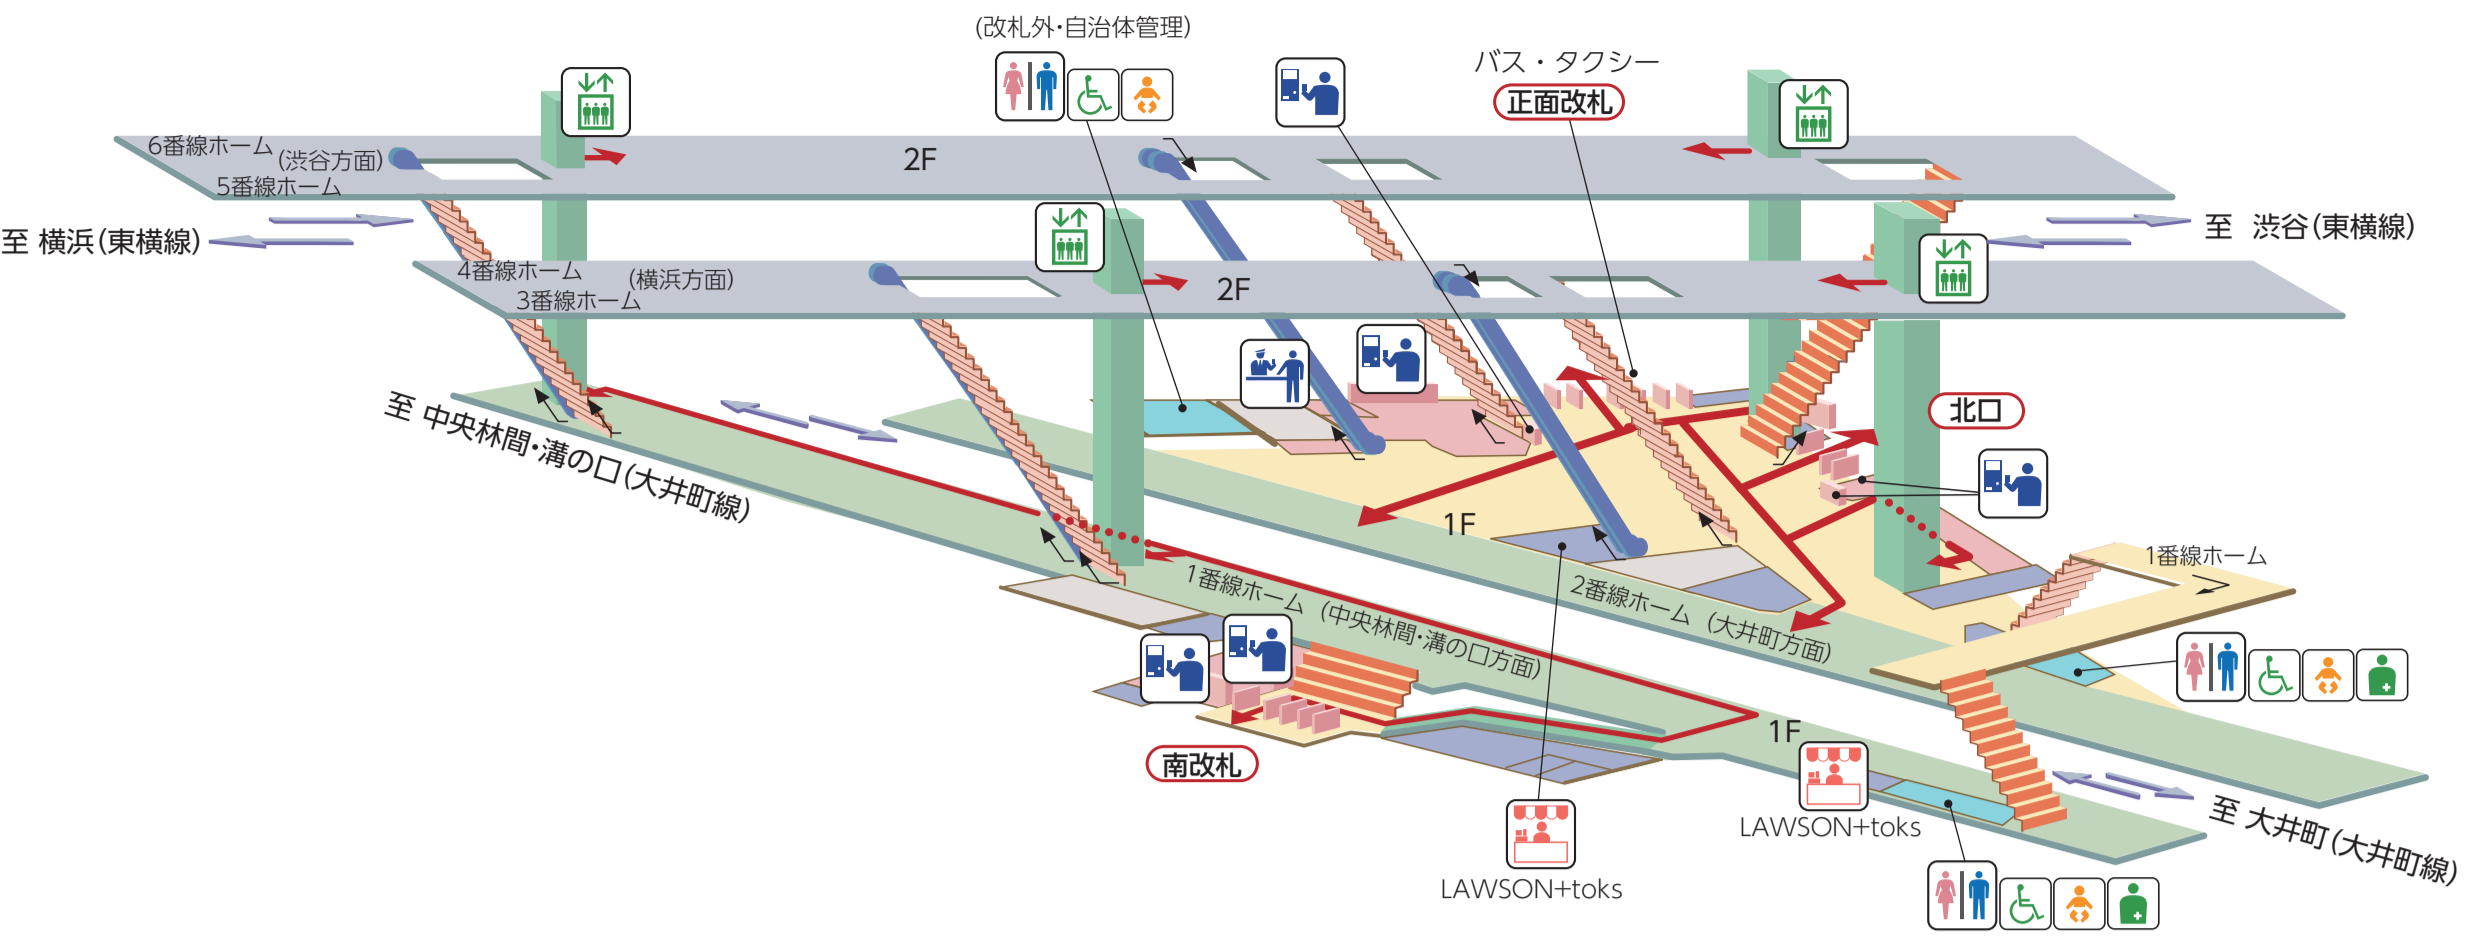 (改札外・自治体管理)
バス・タクシー
正面改札
6番線ホーム
(渋谷方面)
5番線ホーム
2F
至 横浜(東横線)
至 渋谷(東横線)
4番線ホーム
(横浜方面)
3番線ホーム
2F
至 中央林間・溝の口(大井町線)
北口
1F
1番線ホーム
1番線ホーム (中央林間・溝の口方面)
2番線ホーム (大井町方面)
1F
南改札
LAWSON+toks
LAWSON+toks
至 大井町(大井町線)